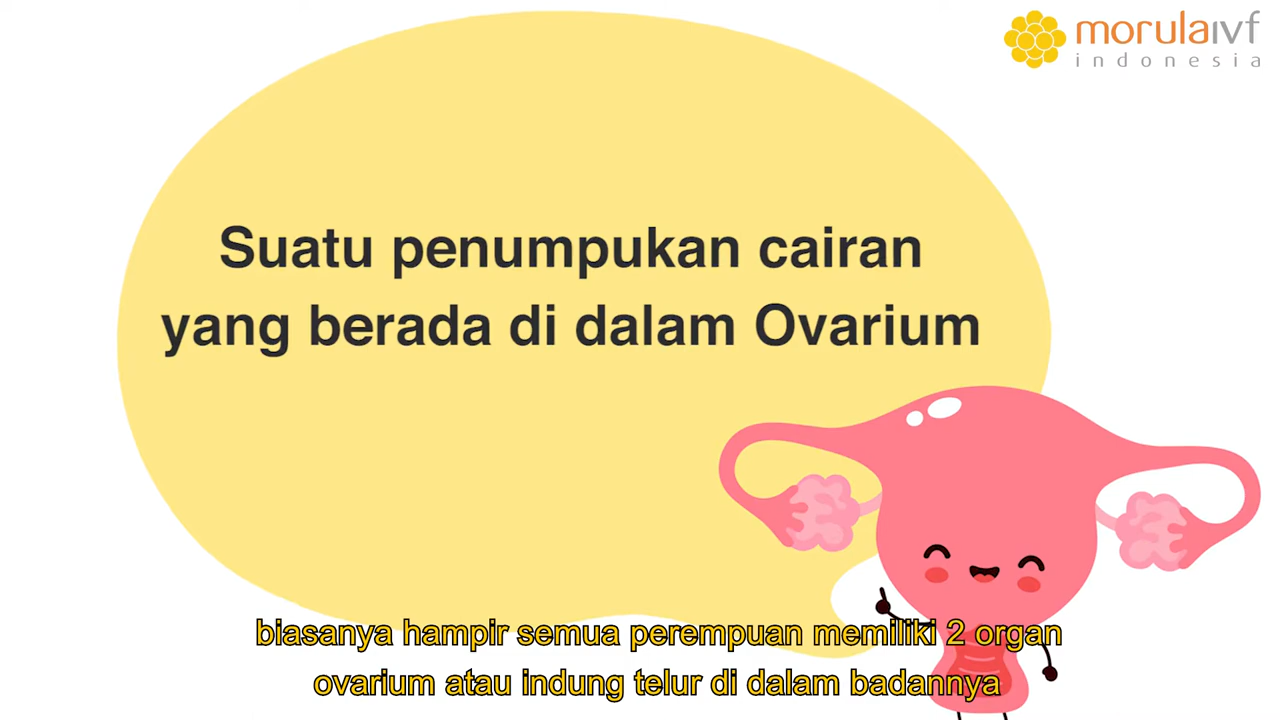 morulaivf
indonesia
Suatu penumpukan cairan
yang berada di dalam Ovarium
biasanya hampir semua perempuan memiliki 2 organ
ovarium atau indung telur di dalam badannya